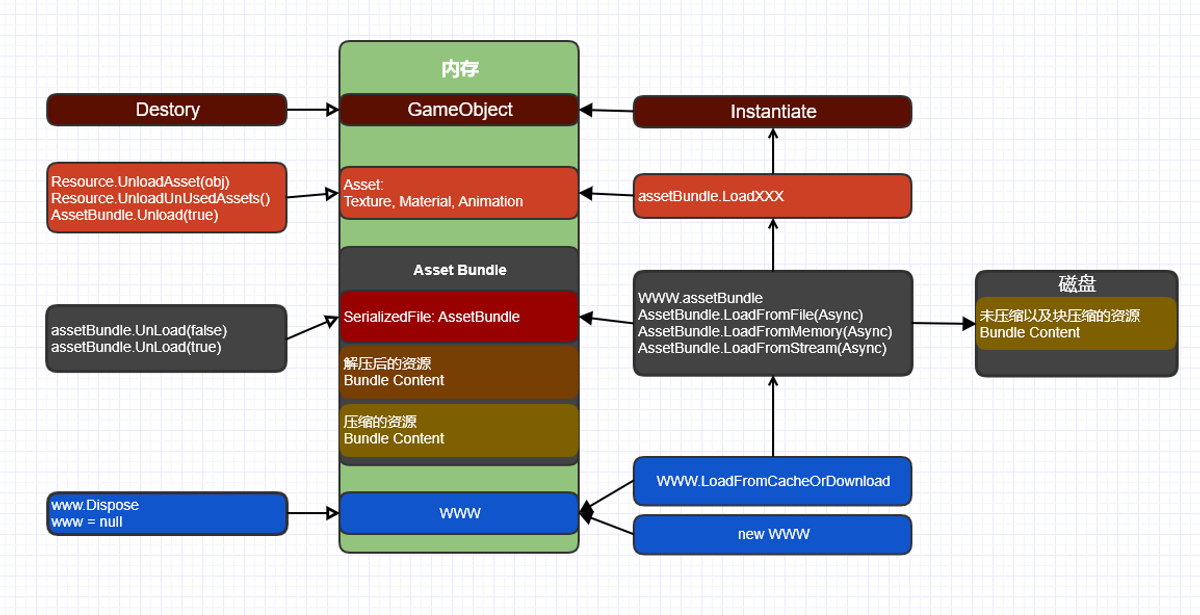 内存
Destory
GameObject
Instantiate
Resource.UnloadAsset(obj)
Resource.UnloadUnUsedAssets()
AssetBundle.Unload(true)
Asset:
Texture, Material, Animation
assetBundle.LoadXXX
Asset Bundle
SerializedFile: AssetBundle
解压后的资源
Bundle Content
压缩的资源
Bundle Content
assetBundle.UnLoad(false)
assetBundle.UnLoad(true)
WWW.assetBundle
AssetBundle.LoadFromFile(Async)
AssetBundle.LoadFromMemory(Async)
AssetBundle.LoadFromStream(Async)
磁盘
未压缩以及块压缩的资源
Bundle Content
www.Dispose
www = null
WWW
WWW.LoadFromCacheOrDownload
new WWW